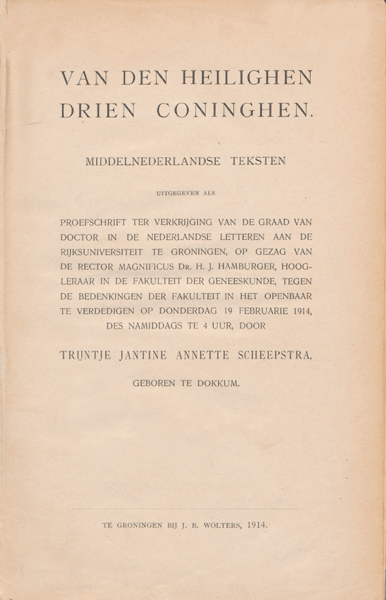 VAN DEN HEILIGHEN
DRIEN CONINGHEN.
MIDDELNEDERLANDSE TEKSTEN
UITGEGEVEN ALS
PROEFSCHRIFT TER VERKRIJGING VAN DE GRAAD VAN
DOCTOR IN DE NEDERLANDSE LETTEREN AAN DE
RIJKSUNIVERSITEIT TE GRONINGEN, OP GEZAG VAN
DE RECTOR MAGNIFICUS DR. H. J. HAMBURGER, HOOG-
LERAAR IN DE FAKULTEIT DER GENEESKUNDE, TEGEN
DE BEDENKINGEN DER FAKULTEIT IN HET OPENBAAR
TE VERDEDIGEN OP DONDERDAG 19 FEBRUARIE 1914,
DES NAMIDDAGS TE 4 UUR, DOOR
TRIJNTJE JANTINE ANNETTE SCHEEPSTRA,
GEBOREN TE DOKKUM.
TE GRONINGEN BIJ J. B. WOLTERS, 1914.